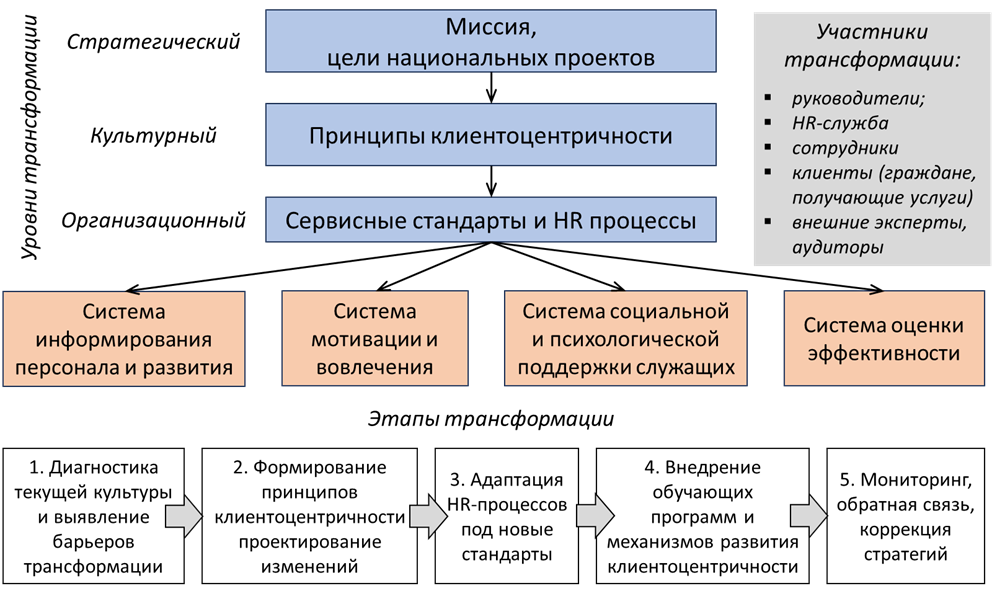 Уровни трансформации
Стратегический
Миссия,
цели национальных проектов
Культурный
Принципы клиентоцентричности
Организационный
Сервисные стандарты и HR процессы
Участники
трансформации:
▪ руководители;
▪ HR-служба
▪ сотрудники
▪ клиенты (граждане,
получающие услуги)
▪ внешние эксперты,
аудиторы
Система
информирования
персонала и развития
Система
мотивации и
вовлечения
Система социальной
и психологической
поддержки служащих
Система оценки
эффективности
Этапы трансформации
1. Диагностика
текущей культуры
и выявление
барьеров
трансформации
2. Формирование
принципов
клиентоцентричности
проектирование
изменений
3. Адаптация
HR-процессов
под новые
стандарты
4. Внедрение
обучающих
программ и
механизмов развития
клиентоцентричности
5. Мониторинг,
обратная связь,
коррекция
стратегий